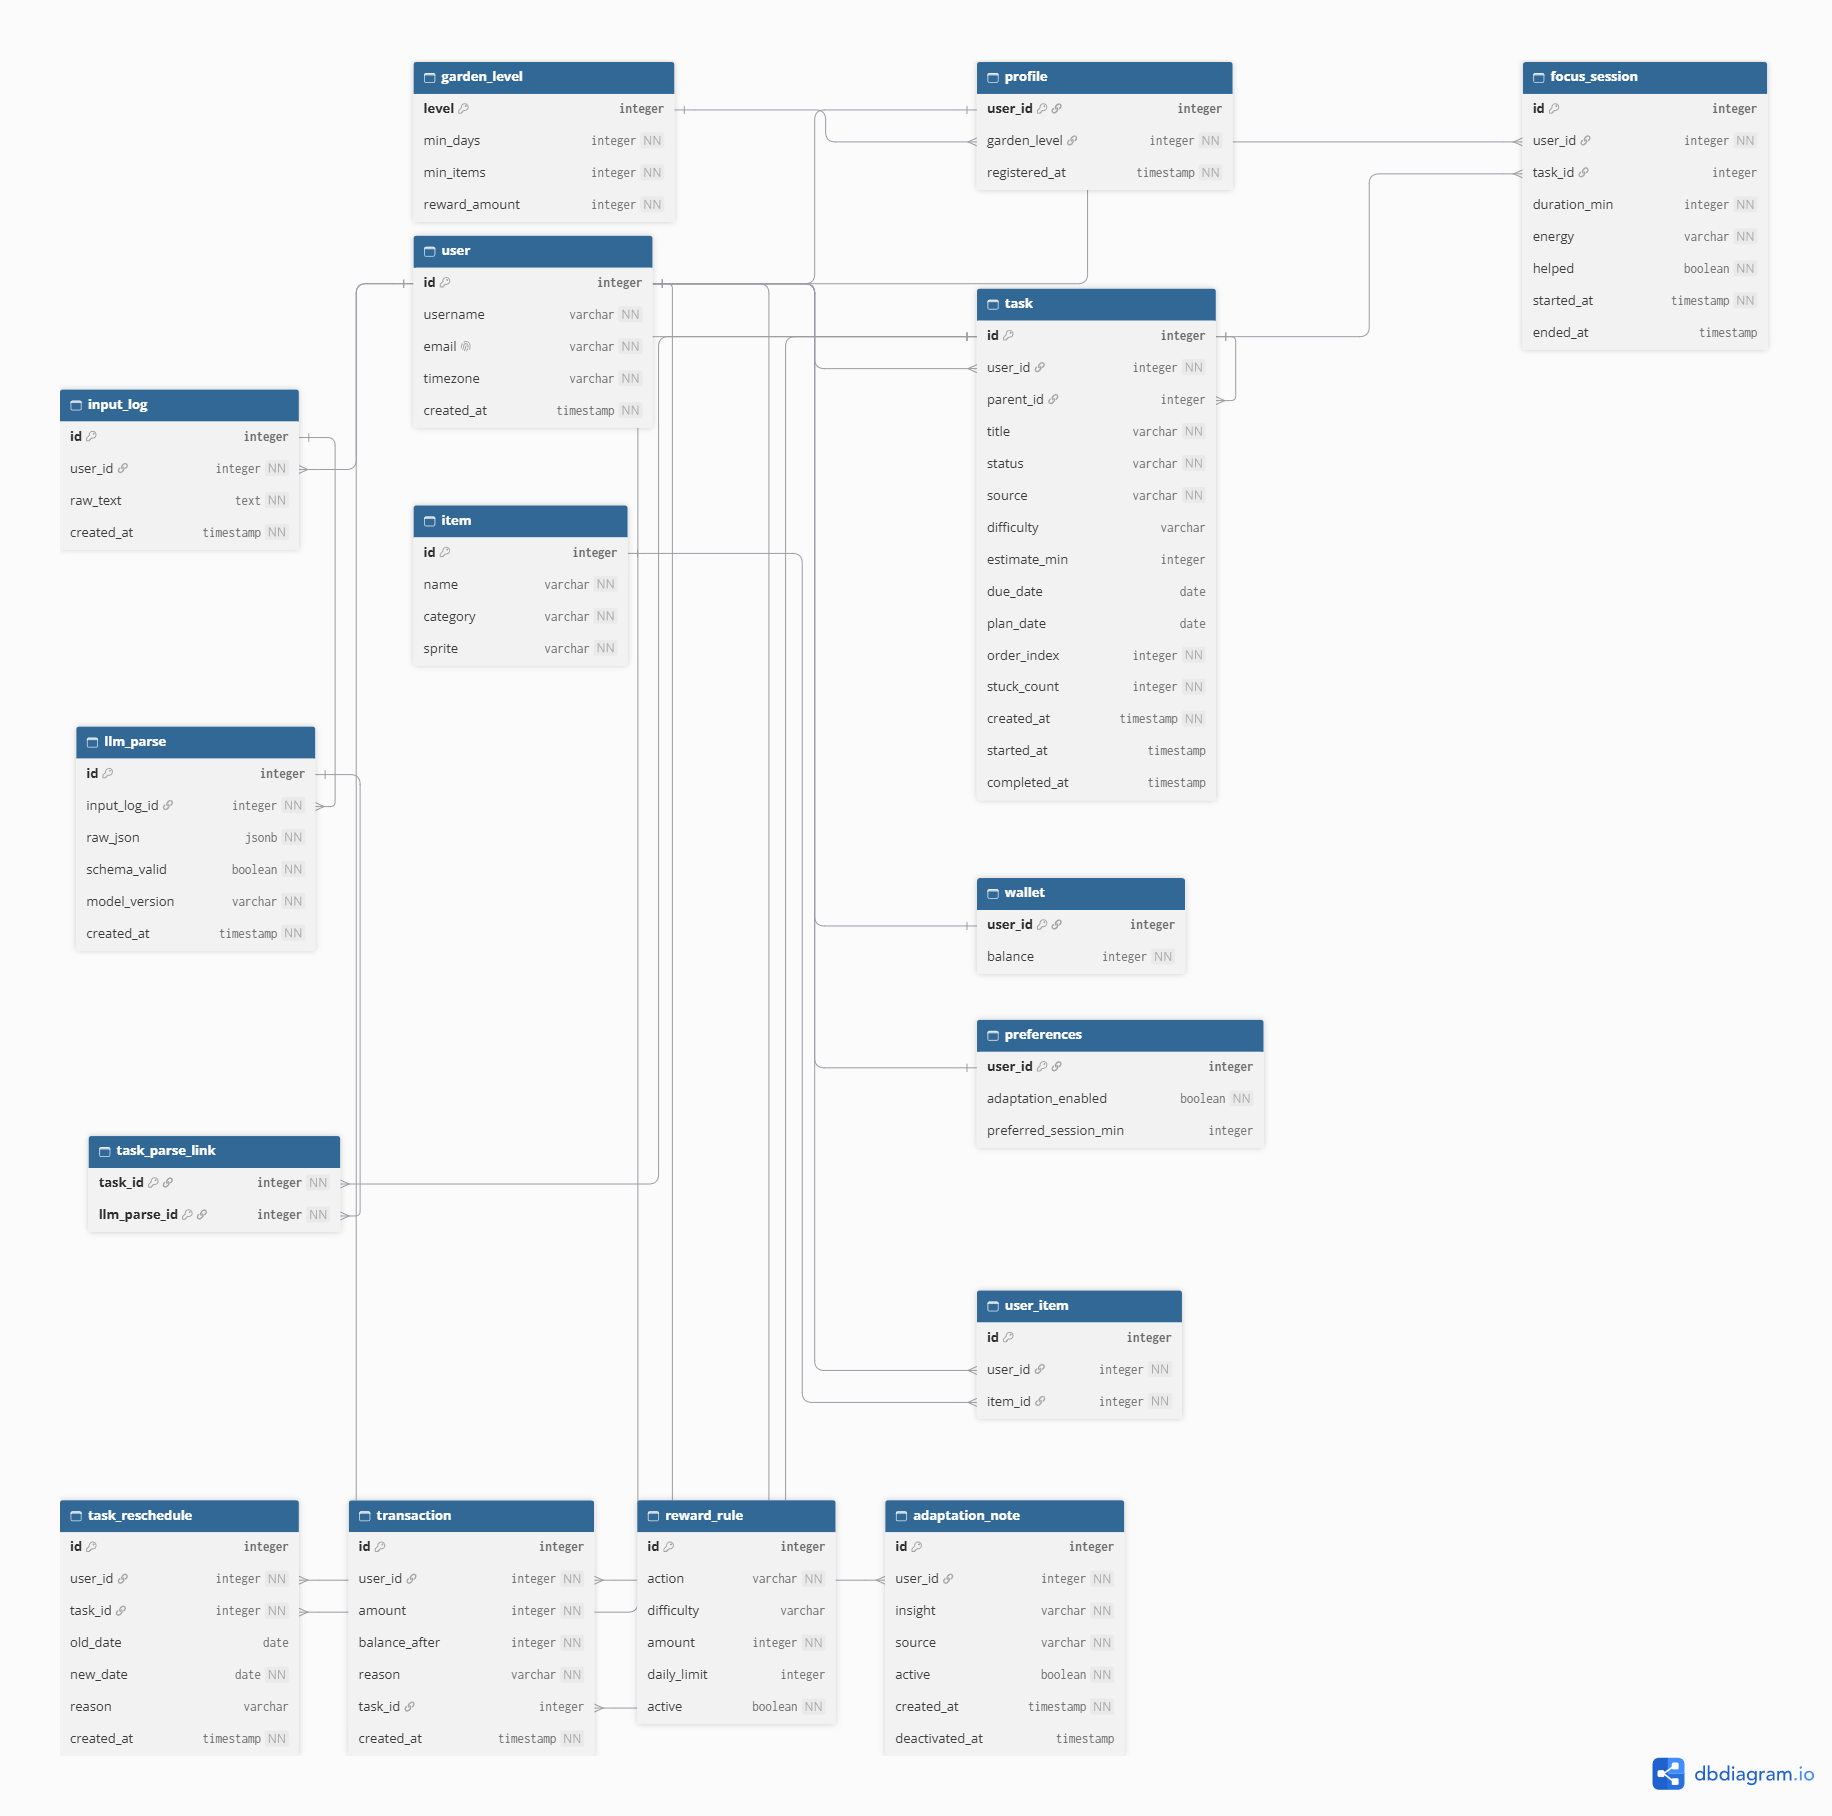 garden_level
level integer
min_days integer NN
min_items integer NN
reward_amount integer NN
profile
user_id integer
garden_level integer NN
registered_at timestamp NN
focus_session
id integer
user_id integer NN
task_id integer
duration_min integer NN
energy varchar NN
helped boolean NN
started_at timestamp NN
ended_at timestamp
user
id integer
username varchar NN
email varchar NN
timezone varchar NN
created_at timestamp NN
task
id integer
user_id integer NN
parent_id integer
title varchar NN
status varchar NN
source varchar NN
difficulty varchar
estimate_min integer
due_date date
plan_date date
order_index integer NN
stuck_count integer NN
created_at timestamp NN
started_at timestamp
completed_at timestamp
input_log
id integer
user_id integer NN
raw_text text NN
created_at timestamp NN
item
id integer
name varchar NN
category varchar NN
sprite varchar NN
llm_parse
id integer
input_log_id integer NN
raw_json jsonb NN
schema_valid boolean NN
model_version varchar NN
created_at timestamp NN
wallet
user_id integer
balance integer NN
preferences
user_id integer
adaptation_enabled boolean NN
preferred_session_min integer
task_parse_link
task_id integer NN
llm_parse_id integer NN
user_item
id integer
user_id integer NN
item_id integer NN
task_reschedule
id integer
user_id integer NN
task_id integer NN
old_date date
new_date date NN
reason varchar
created_at timestamp NN
transaction
id integer
user_id integer NN
amount integer NN
balance_after integer NN
reason varchar NN
task_id integer
created_at timestamp NN
reward_rule
id integer
action varchar NN
difficulty varchar
amount integer NN
daily_limit integer
active boolean NN
adaptation_note
id integer
user_id integer NN
insight varchar NN
source varchar NN
active boolean NN
created_at timestamp NN
deactivated_at timestamp
dbdiagram.io